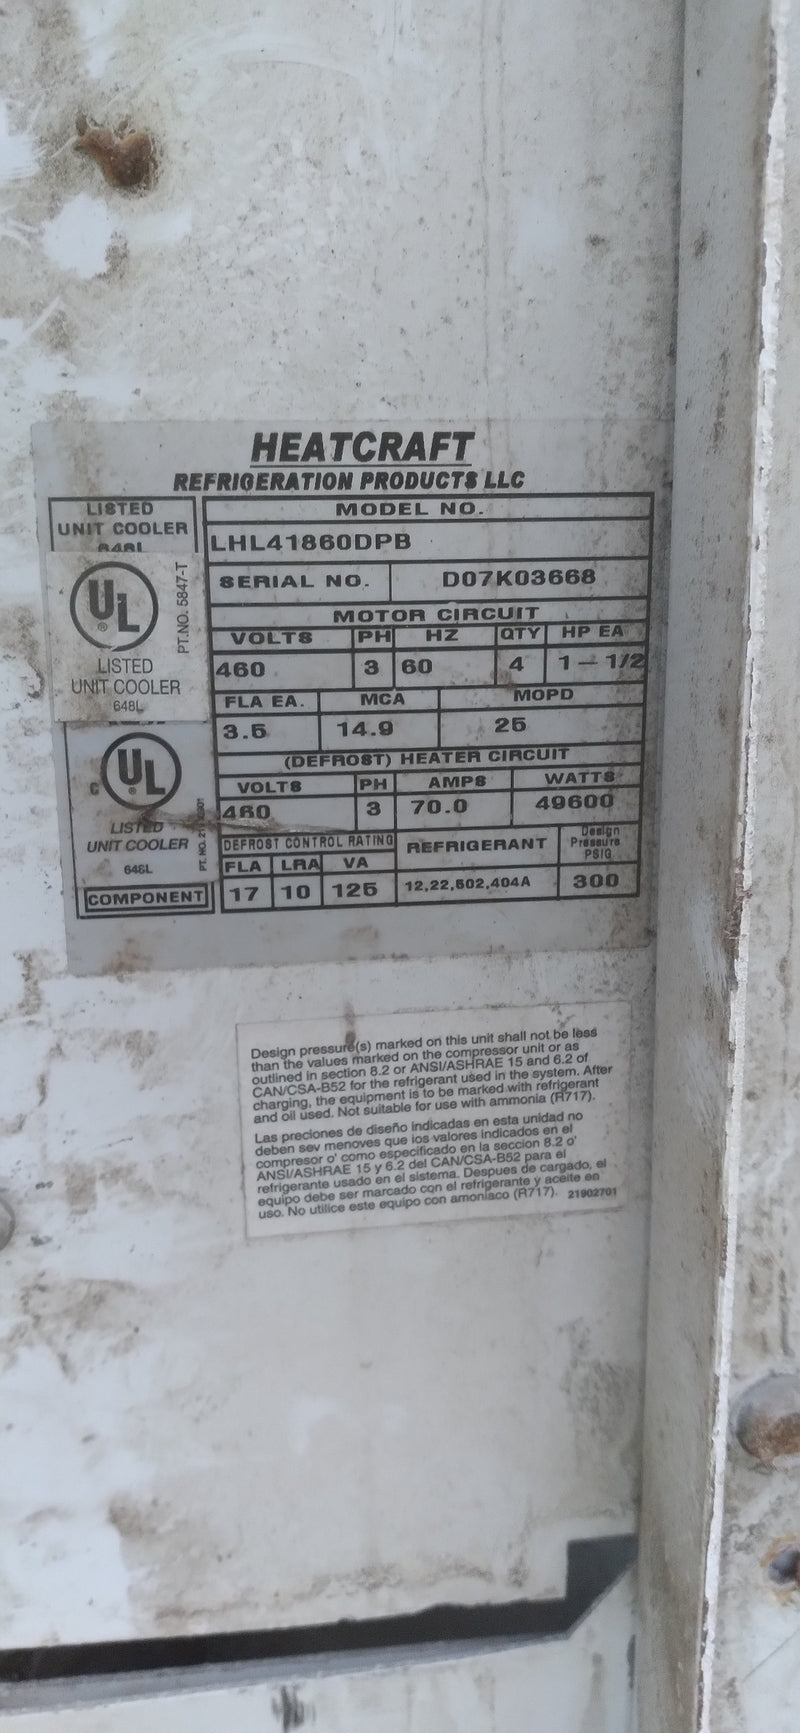 HEATCRAFT
REFRIGERATION PRODUCTS LLC
LISTED
UNIT COOLER
648L
PT.NO. 5847-T
UL
®
LISTED
UNIT COOLER
648L
C UL
®
LISTED
UNIT COOLER
646L
PT. NO.
COMPONENT
MODEL NO.
LHL41860DPB
SERIAL NO. D07K03668
MOTOR CIRCUIT
VOLTS PH HZ QTY HP EA
460 3 60 4 1-1/2
FLA EA. MCA MOPD
3.5 14.9 25
(DEFROST) HEATER CIRCUIT
VOLTS PH AMPS WATTS
460 3 70.0 49600
DEFROST CONTROL RATING REFRIGERANT Design Pressure PSIG
FLA LRA VA
17 10 125 12,22,502,404A 300
Design pressure(s) marked on this unit shall not be less
than the values marked on the compressor unit or as
outlined in section 8.2 or ANSI/ASHRAE 15 and 6.2 of
CAN/CSA-B52 for the refrigerant used in the system. After
charging, the equipment is to be marked with refrigerant
and oil used. Not suitable for use with ammonia (R717).
Las preciones de diseño indicadas en esta unidad no
deben sev menoves que ios valores indicados en el
compresor o' como especificado en la seccion 8.2 o'
ANSI/ASHRAE 15 y 6.2 del CAN/CSA-B52 para el
refrigerante usado en el sistema. Despues de cargado, el
equipo debe ser marcado con el refrigerante y aceite en
uso. No utilice este equipo con amoniaco (R717). 21902701